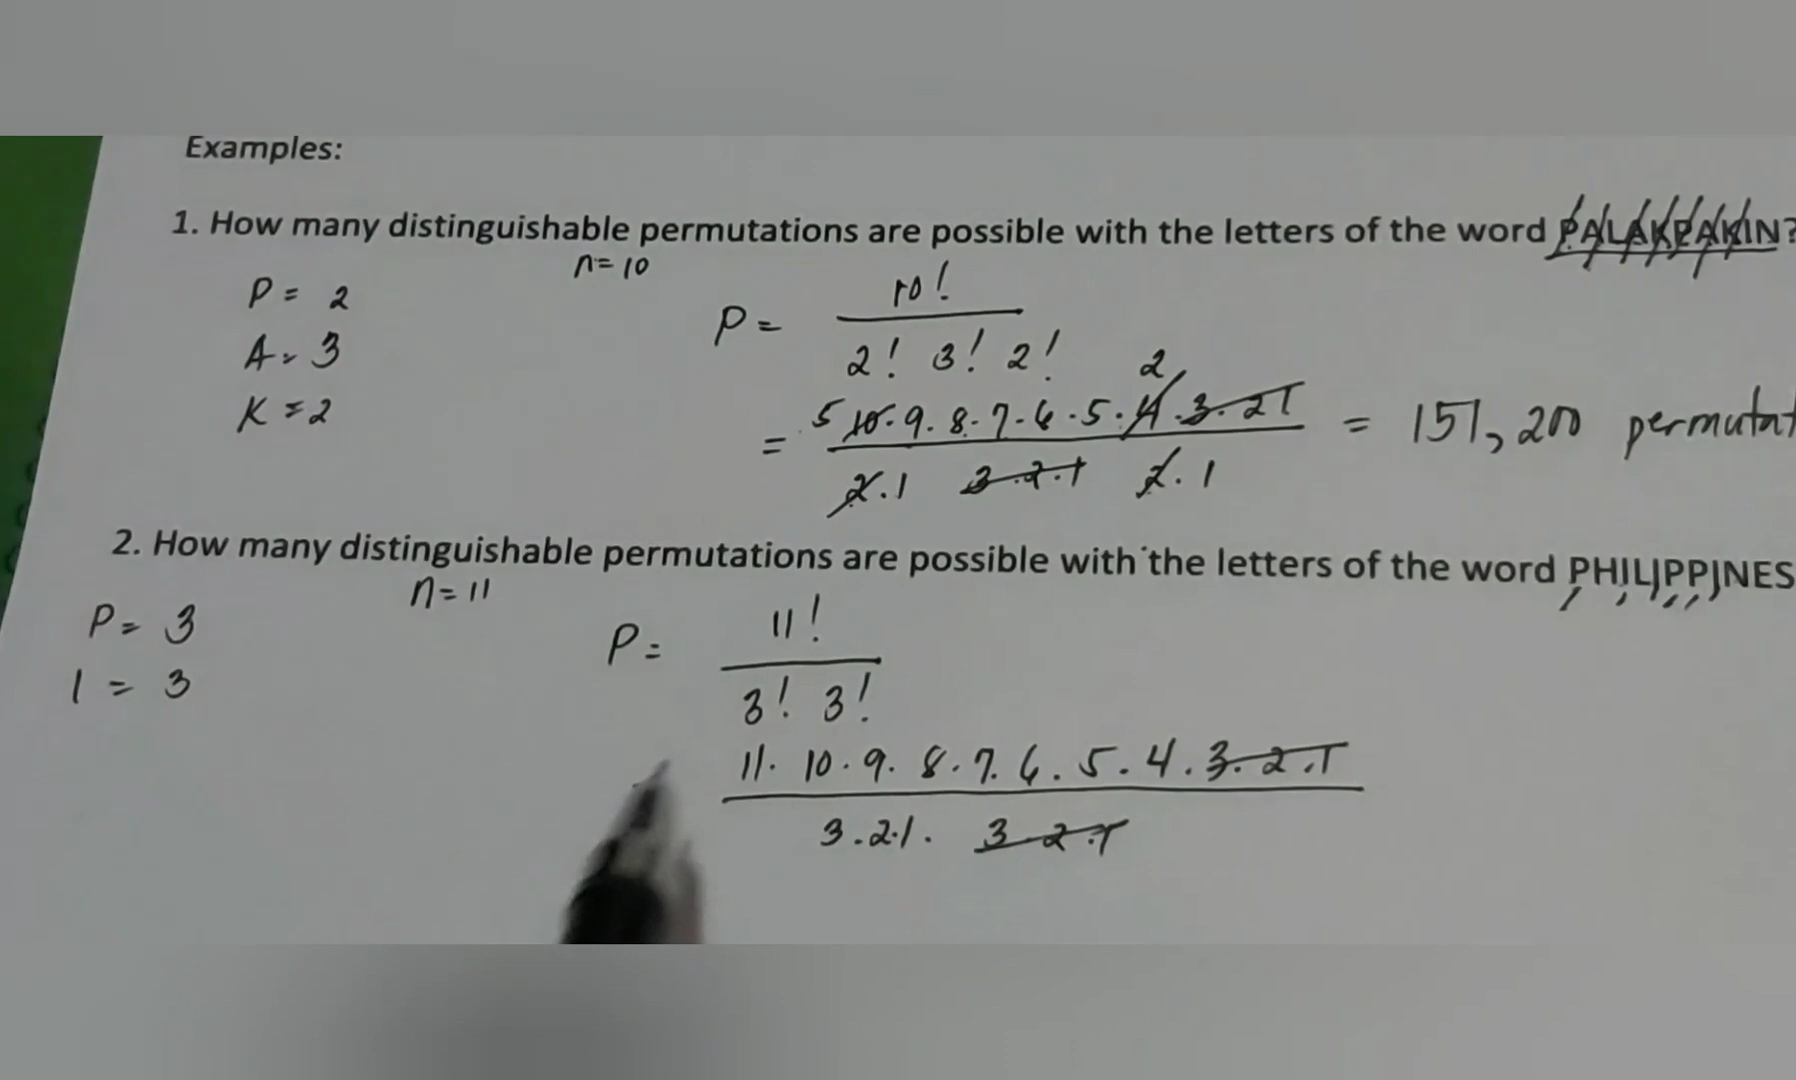 Examples:
1. How many distinguishable permutations are possible with the letters of the word PALAKPAKIN?
n= 10
P = 2
A = 3
K = 2
P = 10! / 2! 3! 2!
2
= 5 10. 9. 8. 7. 6 . 5. 4 . 3. 2 1 / 2.1 3.2.1 2.1 = 151, 200 permutat
2. How many distinguishable permutations are possible with the letters of the word PHILIPPINES
n= 11
P = 3
I = 3
P = 11! / 3! 3!
11. 10. 9. 8. 7. 6. 5. 4. 3. 2 .1 / 3.2.1. 3 2.1